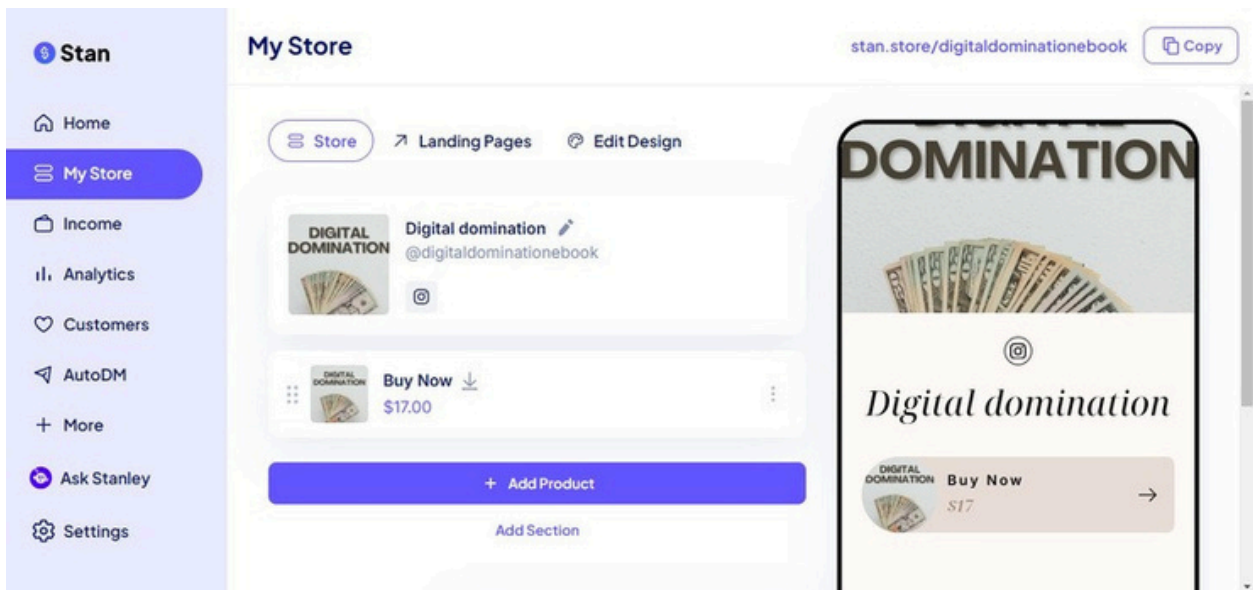 Stan
Home
My Store
Income
Analytics
Customers
AutoDM
More
Ask Stanley
Settings
My Store
stan.store/digitaldominationebook
Copy
Store
Landing Pages
Edit Design
DIGITAL
DOMINATION
Digital domination
@digitaldominationebook
DIGITAL
DOMINATION
Buy Now
$17.00
+ Add Product
Add Section
DOMINATION
Digital domination
DIGITAL
DOMINATION
Buy Now
$17